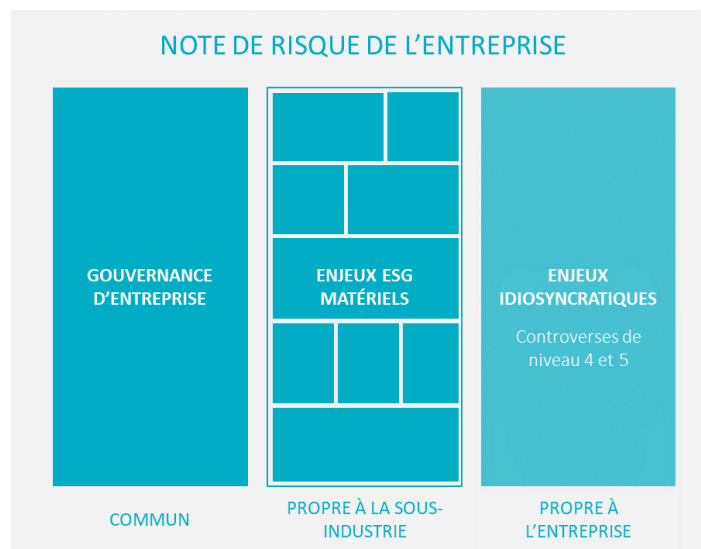 NOTE DE RISQUE DE L'ENTREPRISE
GOUVERNANCE
D'ENTREPRISE
ENJEUX ESG
MATÉRIELS
ENJEUX
IDIOSYNCRATIQUES
Controverses de
niveau 4 et 5
COMMUN
PROPRE À LA SOUS-
INDUSTRIE
PROPRE À
L'ENTREPRISE